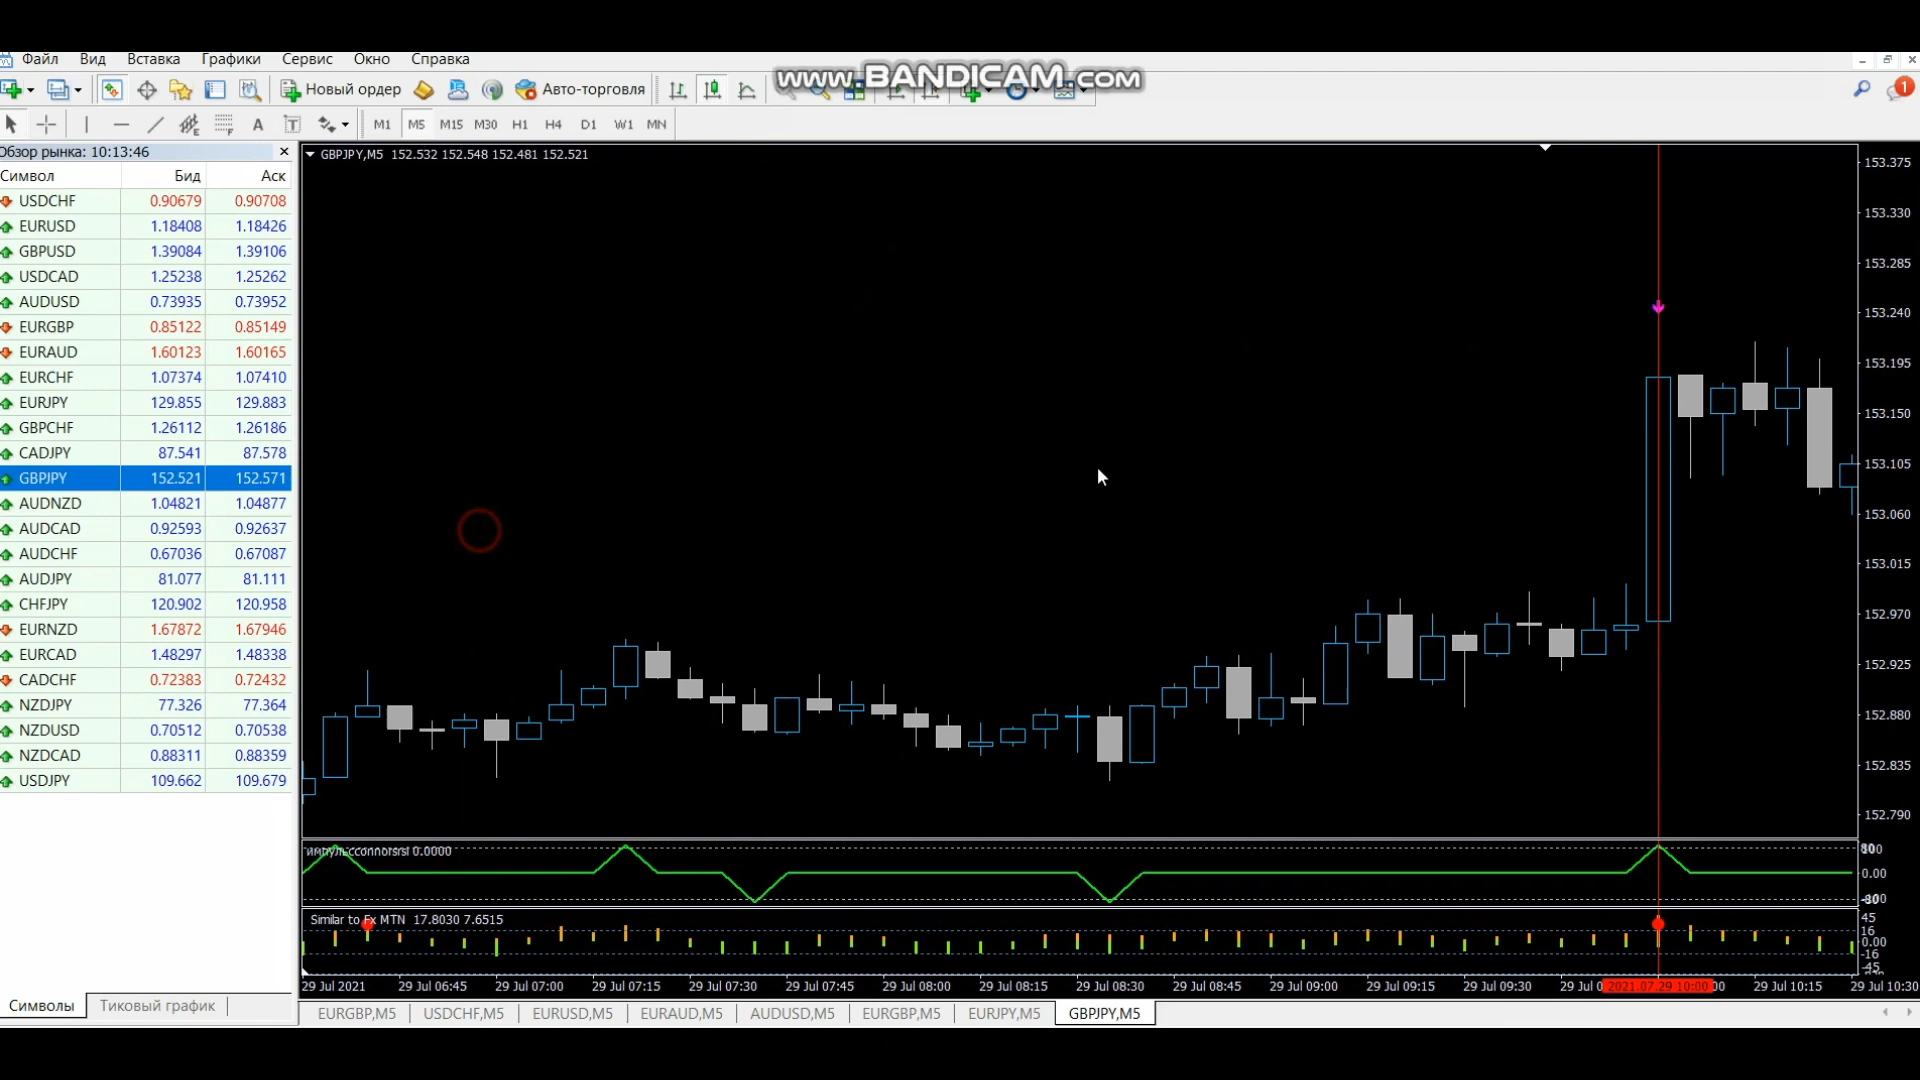 Файл Вид Вставка Графики Сервис Окно Справка
www.BANDICAM.com
Новый ордер Авто-торговля
1
A T M1 M5 M15 M30 H1 H4 D1 W1 MN
Обзор рынка: 10:13:46
Символ Бид Аск
USDCHF 0.90679 0.90708
EURUSD 1.18408 1.18426
GBPUSD 1.39084 1.39106
USDCAD 1.25238 1.25262
AUDUSD 0.73935 0.73952
EURGBP 0.85122 0.85149
EURAUD 1.60123 1.60165
EURCHF 1.07374 1.07410
EURJPY 129.855 129.883
GBPCHF 1.26112 1.26186
CADJPY 87.541 87.578
GBPJPY 152.521 152.571
AUDNZD 1.04821 1.04877
AUDCAD 0.92593 0.92637
AUDCHF 0.67036 0.67087
AUDJPY 81.077 81.111
CHFJPY 120.902 120.958
EURNZD 1.67872 1.67946
EURCAD 1.48297 1.48338
CADCHF 0.72383 0.72432
NZDJPY 77.326 77.364
NZDUSD 0.70512 0.70538
NZDCAD 0.88311 0.88359
USDJPY 109.662 109.679
Символы Тиковый график
GBPJPY,M5 152.532 152.548 152.481 152.521
153.375
153.330
153.285
153.240
153.195
153.150
153.105
153.060
153.015
152.970
152.925
152.880
152.835
152.790
импульсconnorsrsi 0.0000
0.00
Similar to Fx MTN 17.8030 7.6515
45
16
0.00
-16
-45
29 Jul 2021 29 Jul 06:45 29 Jul 07:00 29 Jul 07:15 29 Jul 07:30 29 Jul 07:45 29 Jul 08:00 29 Jul 08:15 29 Jul 08:30 29 Jul 08:45 29 Jul 09:00 29 Jul 09:15 29 Jul 09:30 29 Jul 0 2021.07.29 10:00 00 29 Jul 10:15 29 Jul 10:30
EURGBP,M5 USDCHF,M5 EURUSD,M5 EURAUD,M5 AUDUSD,M5 EURGBP,M5 EURJPY,M5 GBPJPY,M5